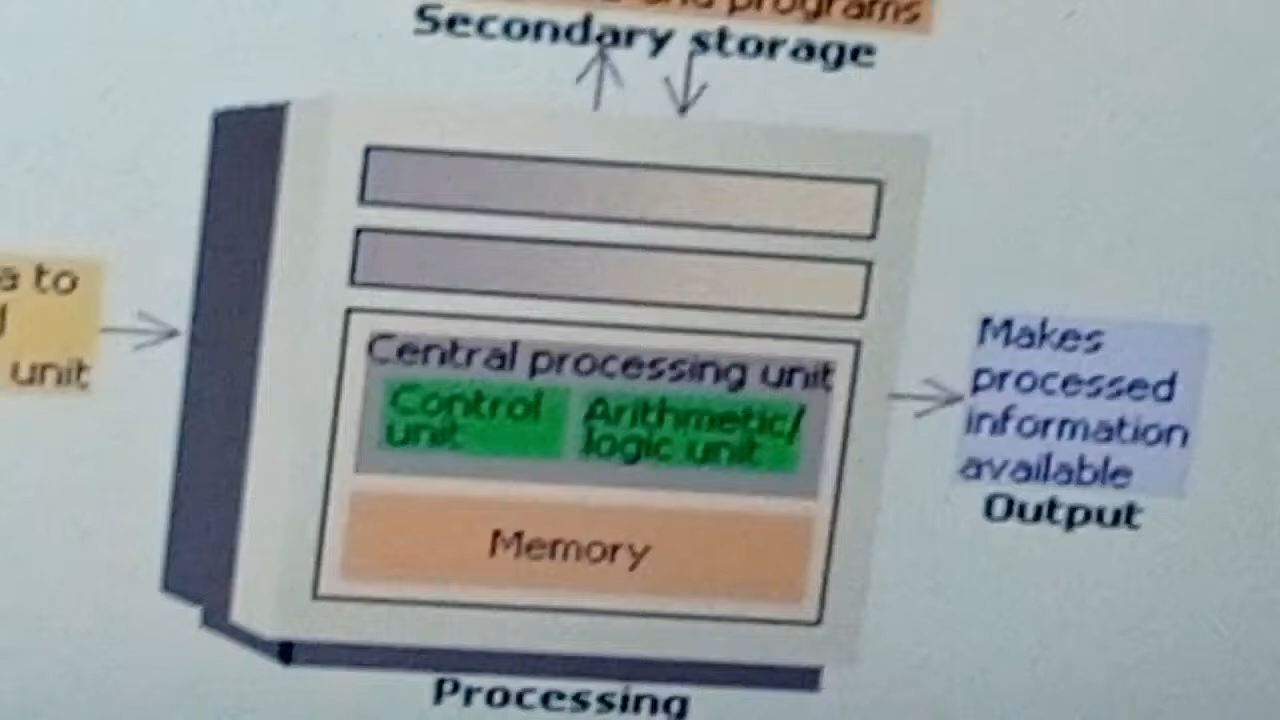 programs
Secondary storage
a to
unit
Central processing unit
Control
unit
Arithmetic/
logic unit
Memory
Makes
processed
information
available
Output
Processing